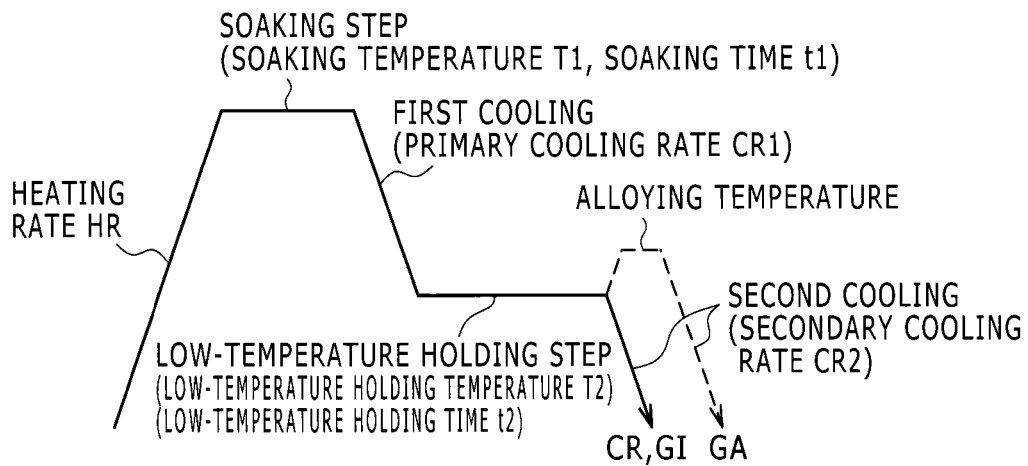 SOAKING STEP
(SOAKING TEMPERATURE T1, SOAKING TIME t1)
FIRST COOLING
(PRIMARY COOLING RATE CR1)
HEATING
RATE HR
ALLOYING TEMPERATURE
SECOND COOLING
(SECONDARY COOLING
RATE CR2)
LOW-TEMPERATURE HOLDING STEP
(LOW-TEMPERATURE HOLDING TEMPERATURE T2)
(LOW-TEMPERATURE HOLDING TIME t2)
CR,GI GA